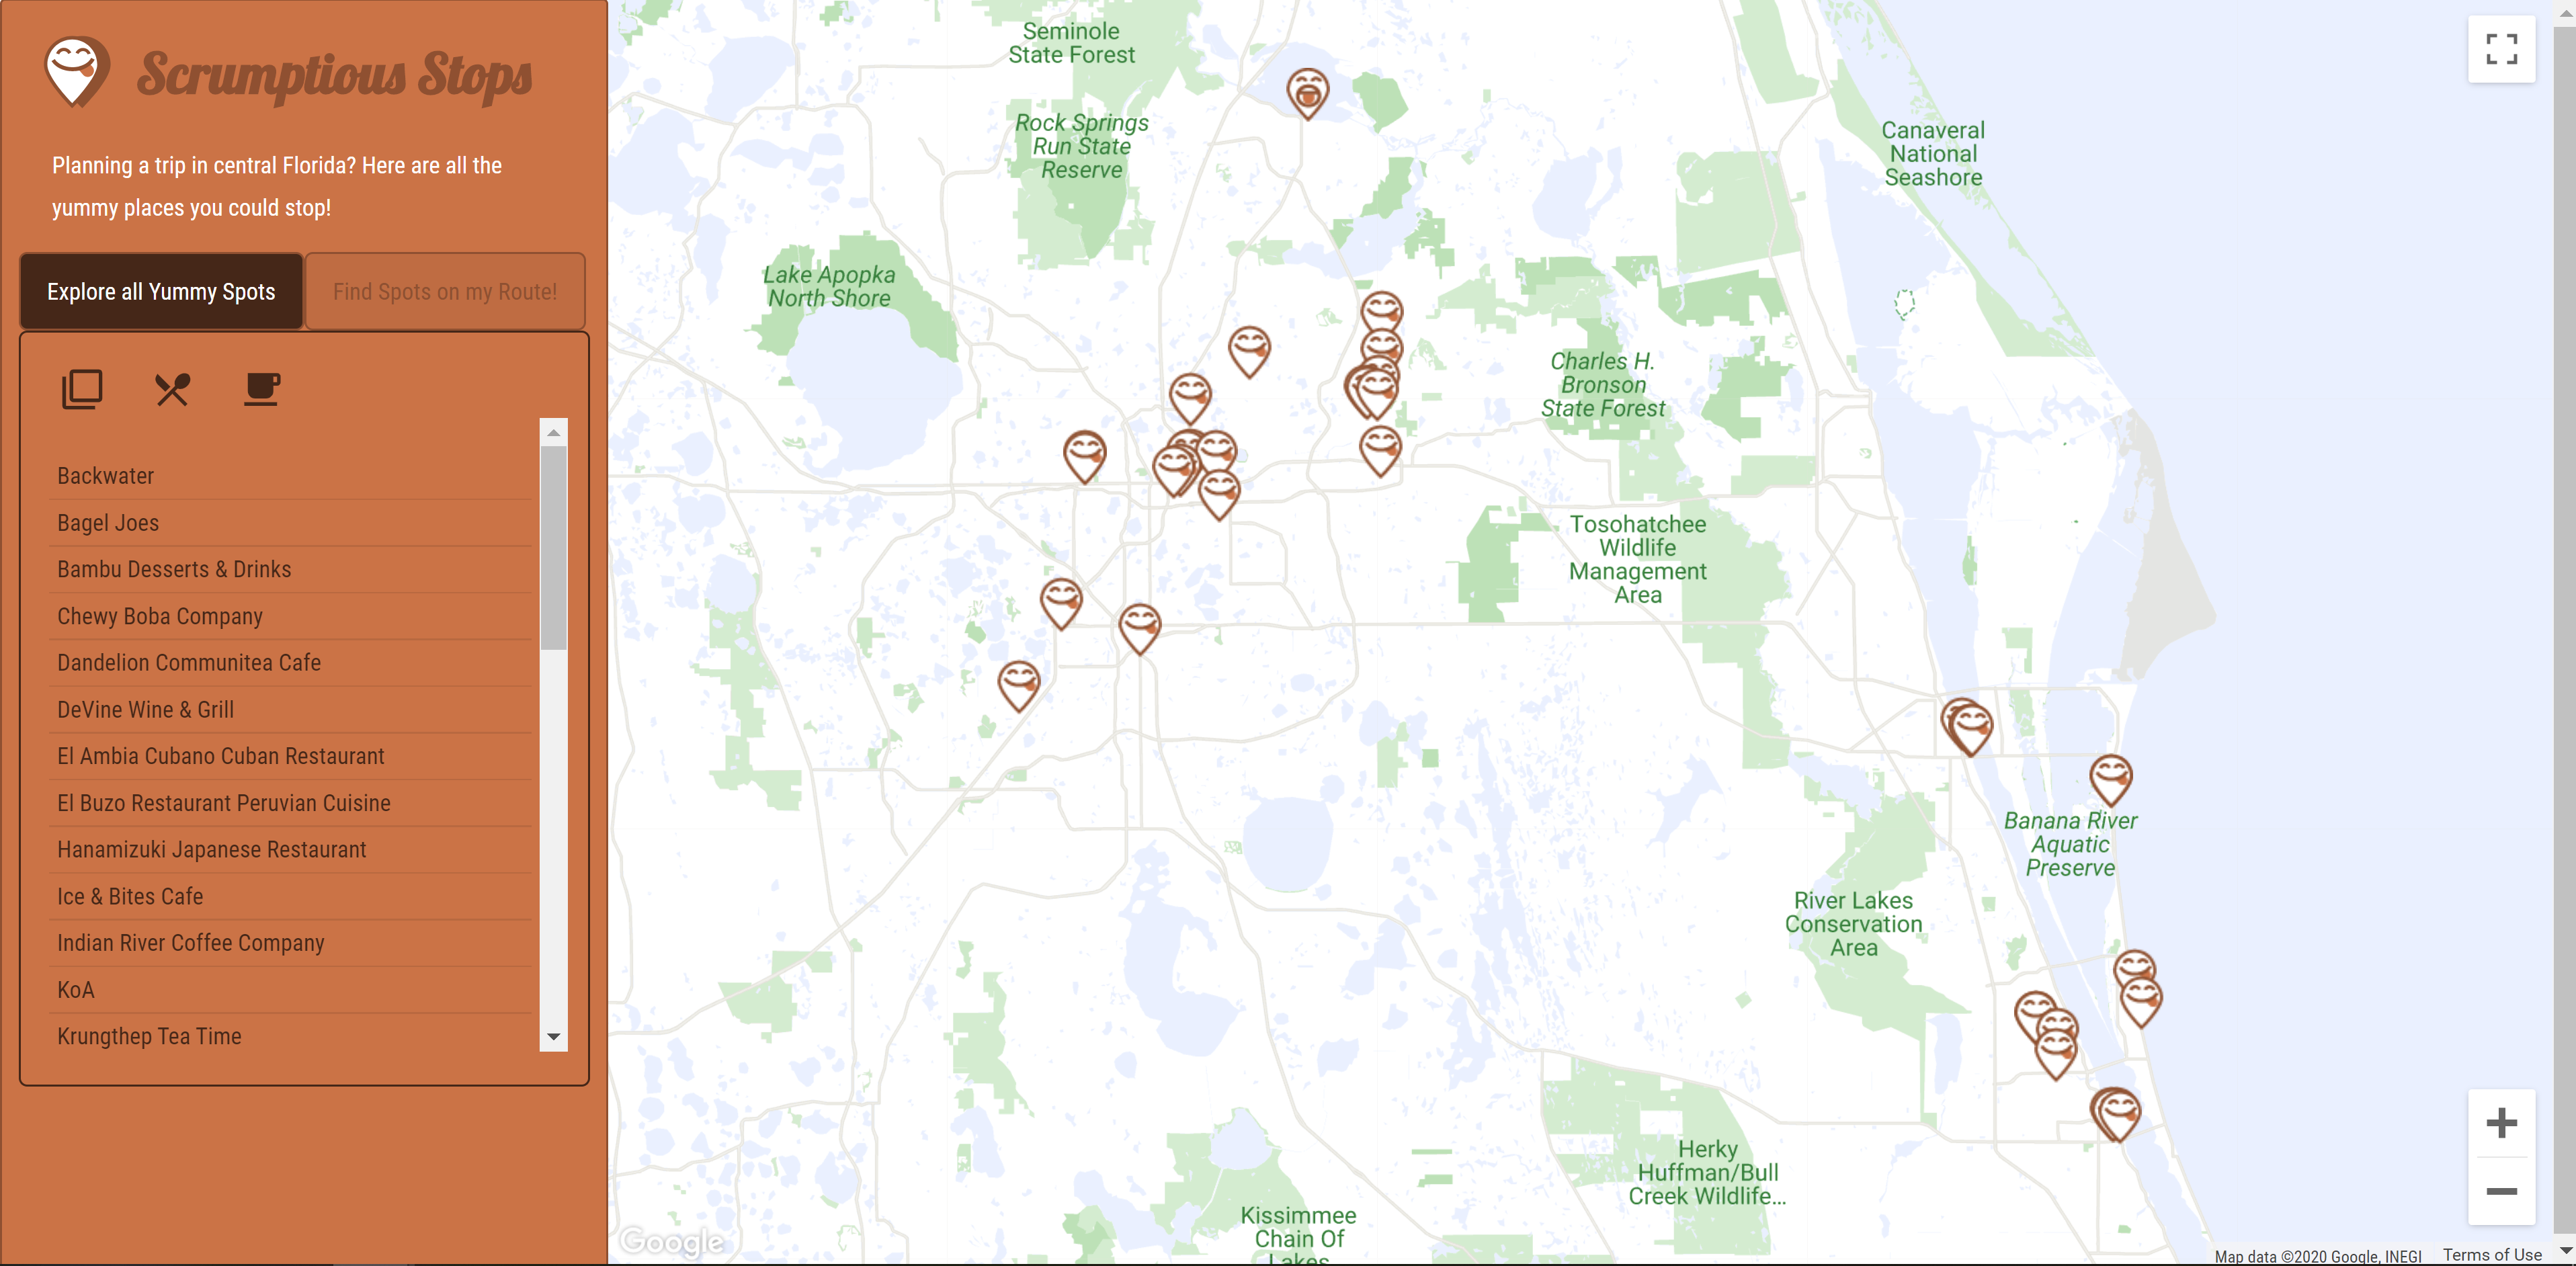 Scrumptious Stops
Planning a trip in central Florida? Here are all the
yummy places you could stop!
Explore all Yummy Spots
Find Spots on my Route!
Backwater
Bagel Joes
Bambu Desserts & Drinks
Chewy Boba Company
Dandelion Communitea Cafe
DeVine Wine & Grill
El Ambia Cubano Cuban Restaurant
El Buzo Restaurant Peruvian Cuisine
Hanamizuki Japanese Restaurant
Ice & Bites Cafe
Indian River Coffee Company
KoA
Krungthep Tea Time
Seminole
State Forest
Rock Springs
Run State
Reserve
Lake Apopka
North Shore
Canaveral
National
Seashore
Charles H.
Bronson
State Forest
Tosohatchee
Wildlife
Management
Area
Banana River
Aquatic
Preserve
River Lakes
Conservation
Area
Herky
Huffman/Bull
Creek Wildlife...
Kissimmee
Chain Of
Lakes
Google
Map data ©2020 Google, INEGI
Terms of Use